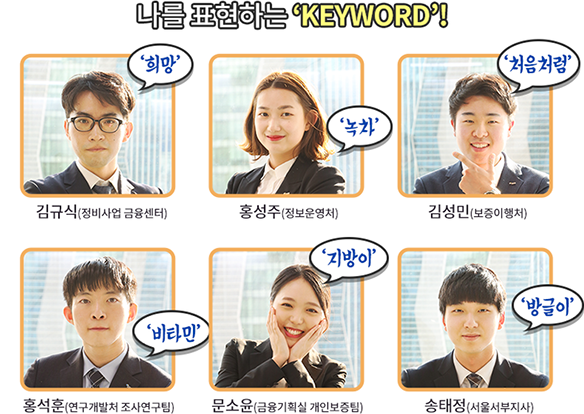 나를 표현하는 ‘KEYWORD’!
‘희망’
‘녹차’
‘처음처럼’
김규식(정비사업 금융센터)
홍성주(정보운영처)
김성민(보증이행처)
‘비타민’
‘지방이’
‘방글이’
홍석훈(연구개발처 조사연구팀)
문소윤(금융기획실 개인보증팀)
송태정(서울서부지사)